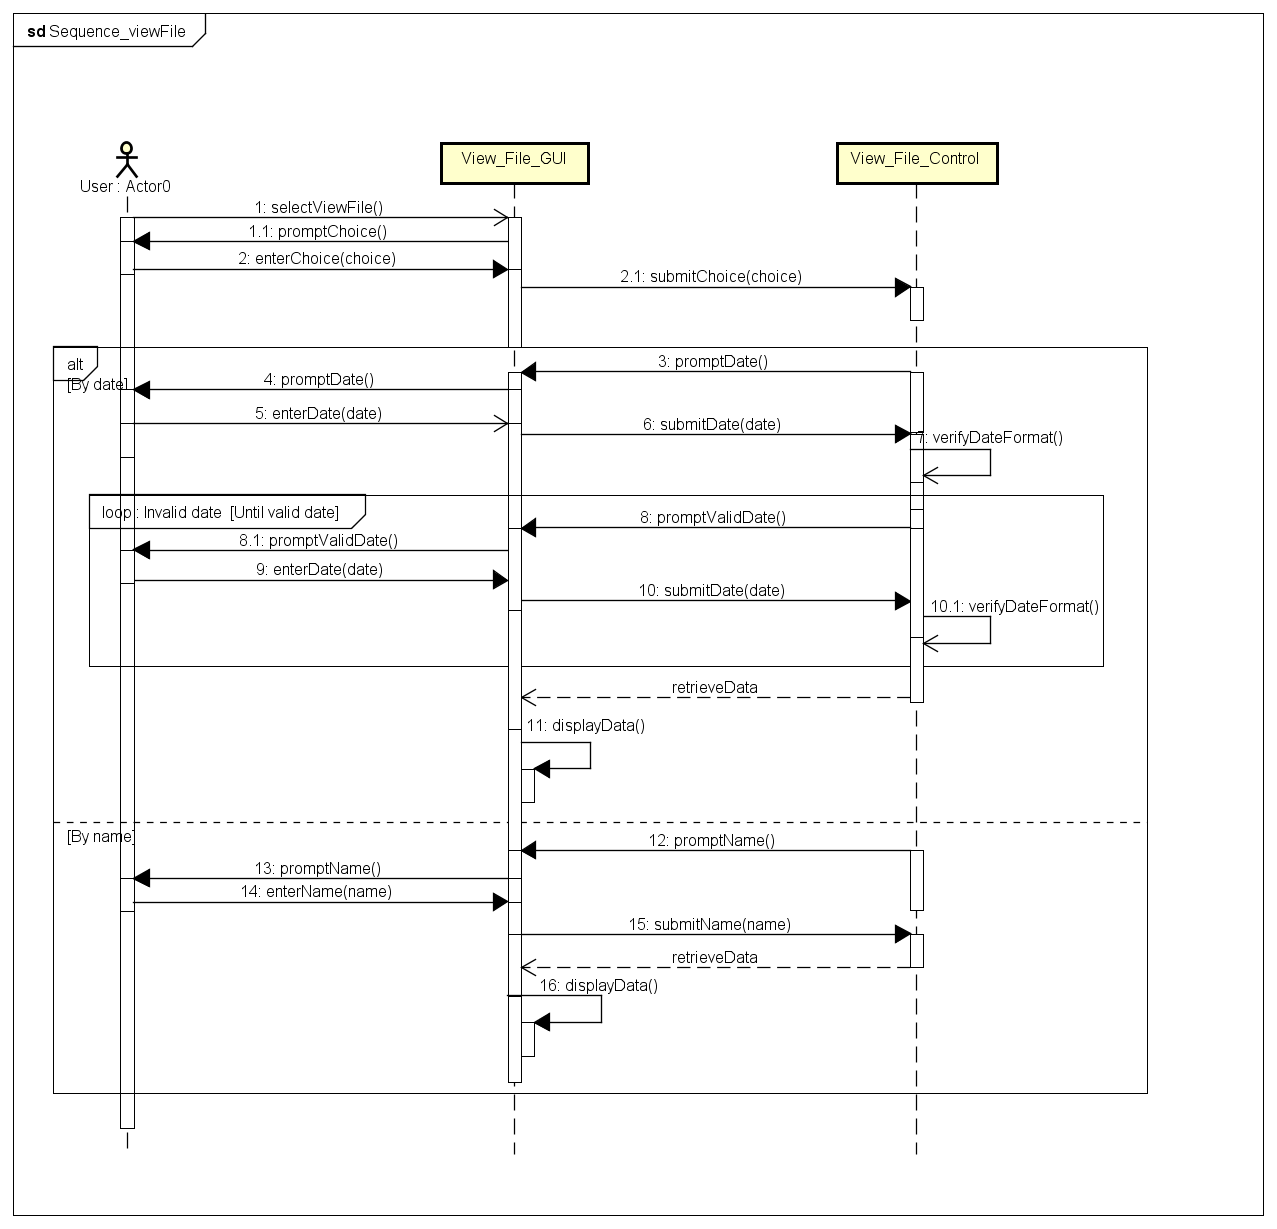 sd Sequence_viewFile
User : Actor0
View_File_GUI
View_File_Control
1: selectViewFile()
1.1: promptChoice()
2: enterChoice(choice)
2.1: submitChoice(choice)
alt
[By date]
3: promptDate()
4: promptDate()
5: enterDate(date)
6: submitDate(date)
7: verifyDateFormat()
loop : Invalid date [Until valid date]
8: promptValidDate()
8.1: promptValidDate()
9: enterDate(date)
10: submitDate(date)
10.1: verifyDateFormat()
retrieveData
11: displayData()
[By name]
12: promptName()
13: promptName()
14: enterName(name)
15: submitName(name)
retrieveData
16: displayData()